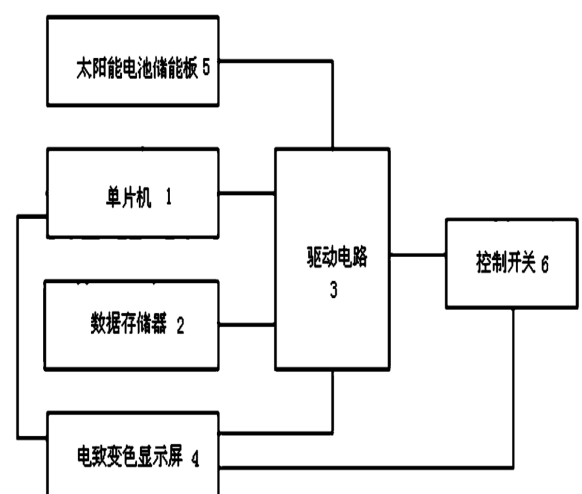 太阳能电池储能板 5
单片机 1
数据存储器 2
电致变色显示屏 4
驱动电路
3
控制开关 6